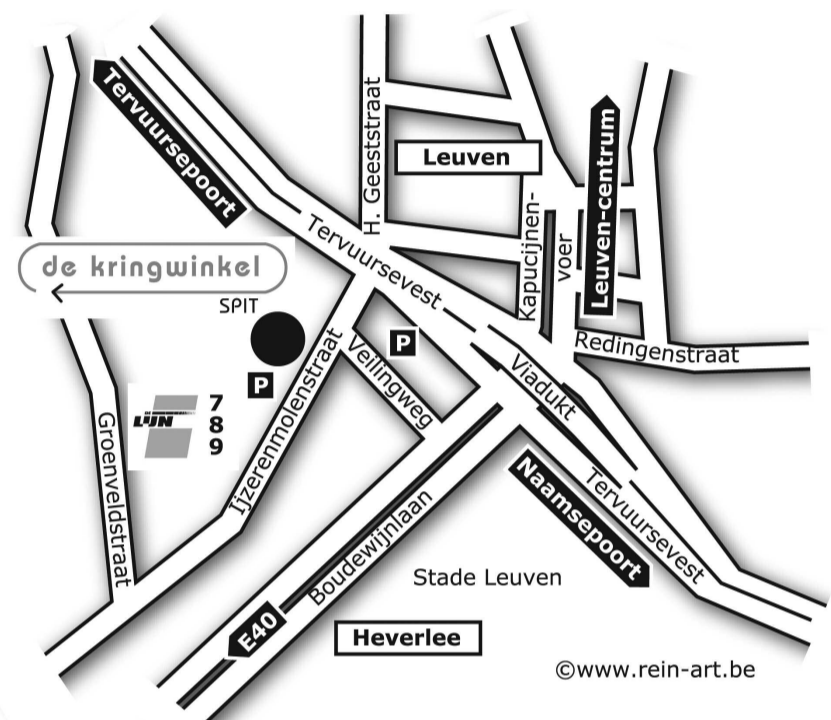 Tervuursepoort
H. Geeststraat
Leuven
Leuven-centrum
Kapucijnen-
voer
Tervuursevest
de kringwinkel
SPIT
P
P
Redingenstraat
Viadukt
Veilingweg
Ijzerenmolenstraat
DE LIJN
7
8
9
Groenveldstraat
Naamsepoort
Tervuursevest
Boudewijnlaan
Stade Leuven
E40
Heverlee
©www.rein-art.be